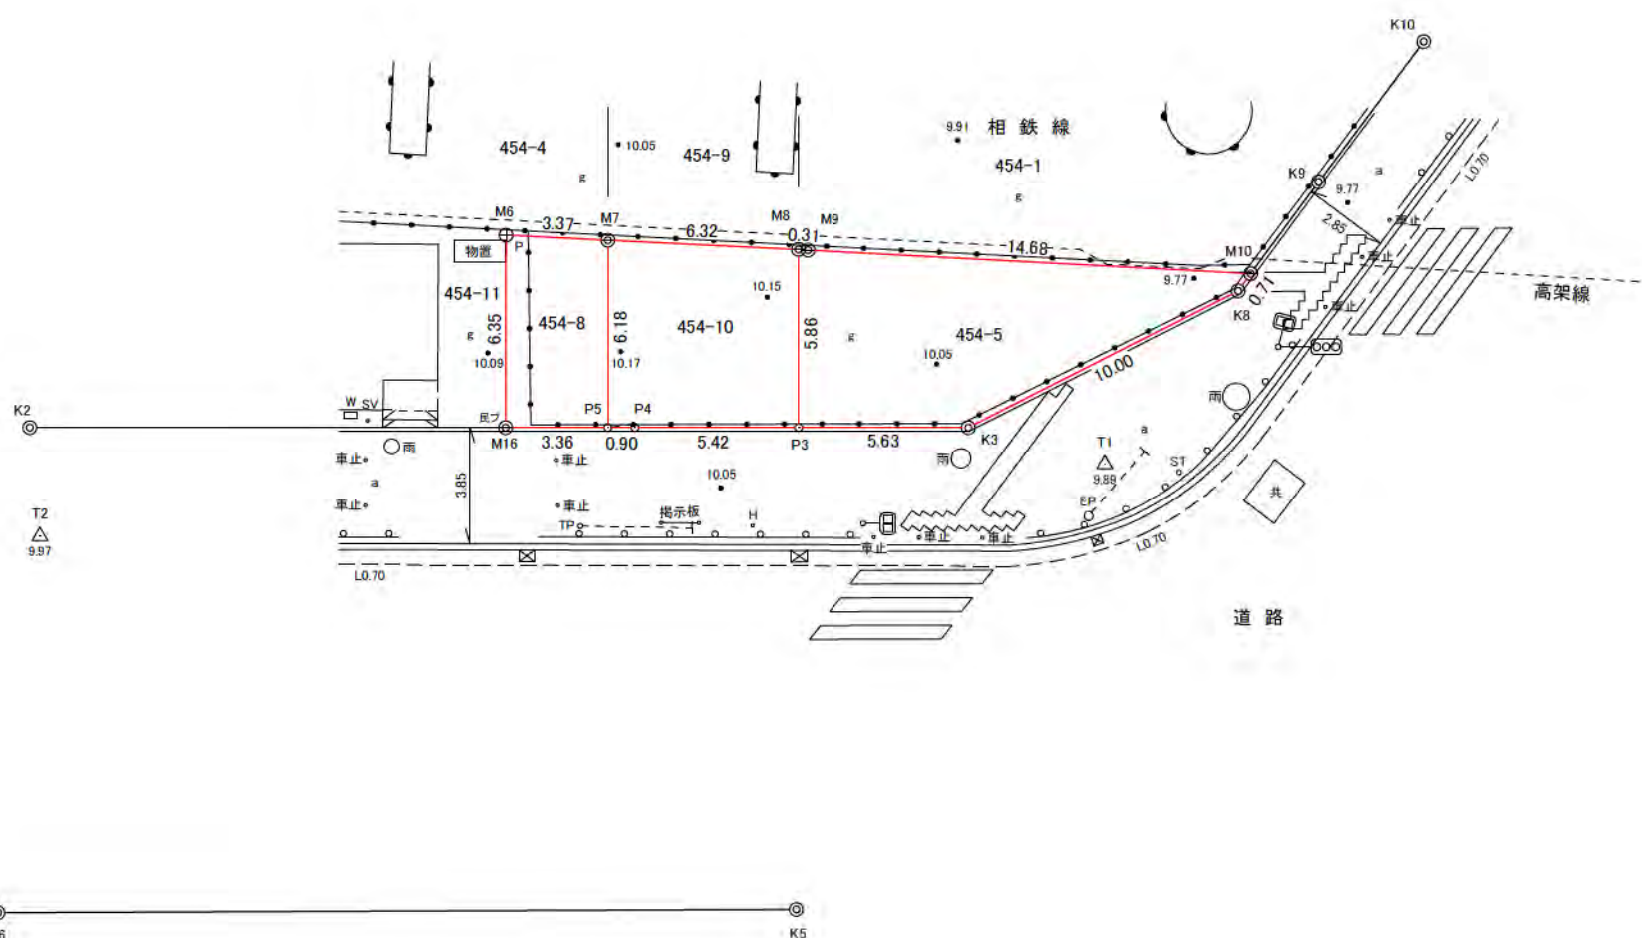 K10
454-4
10.05
454-9
9.91
相鉄線
454-1
g
g
K9
a
9.77
L0.70
2.85
車止
車止
車止
M6
3.37
M7
6.32
M8
0.31
M9
14.68
M10
9.77
0.71
K8
高架線
物置
P
454-11
6.35
g
10.09
454-8
6.18
10.17
454-10
10.15
5.86
g
454-5
10.05
10.00
雨
K2
W
SV
雨
民ブ
M16
3.36
P5
0.90
P4
5.42
P3
5.63
K3
雨
T1
9.89
a
ST
共
車止
車止
a
車止
車止
3.85
10.05
T2
9.97
TP
掲示板
H
EP
車止
車止
車止
L0.70
L0.70
道路
K5